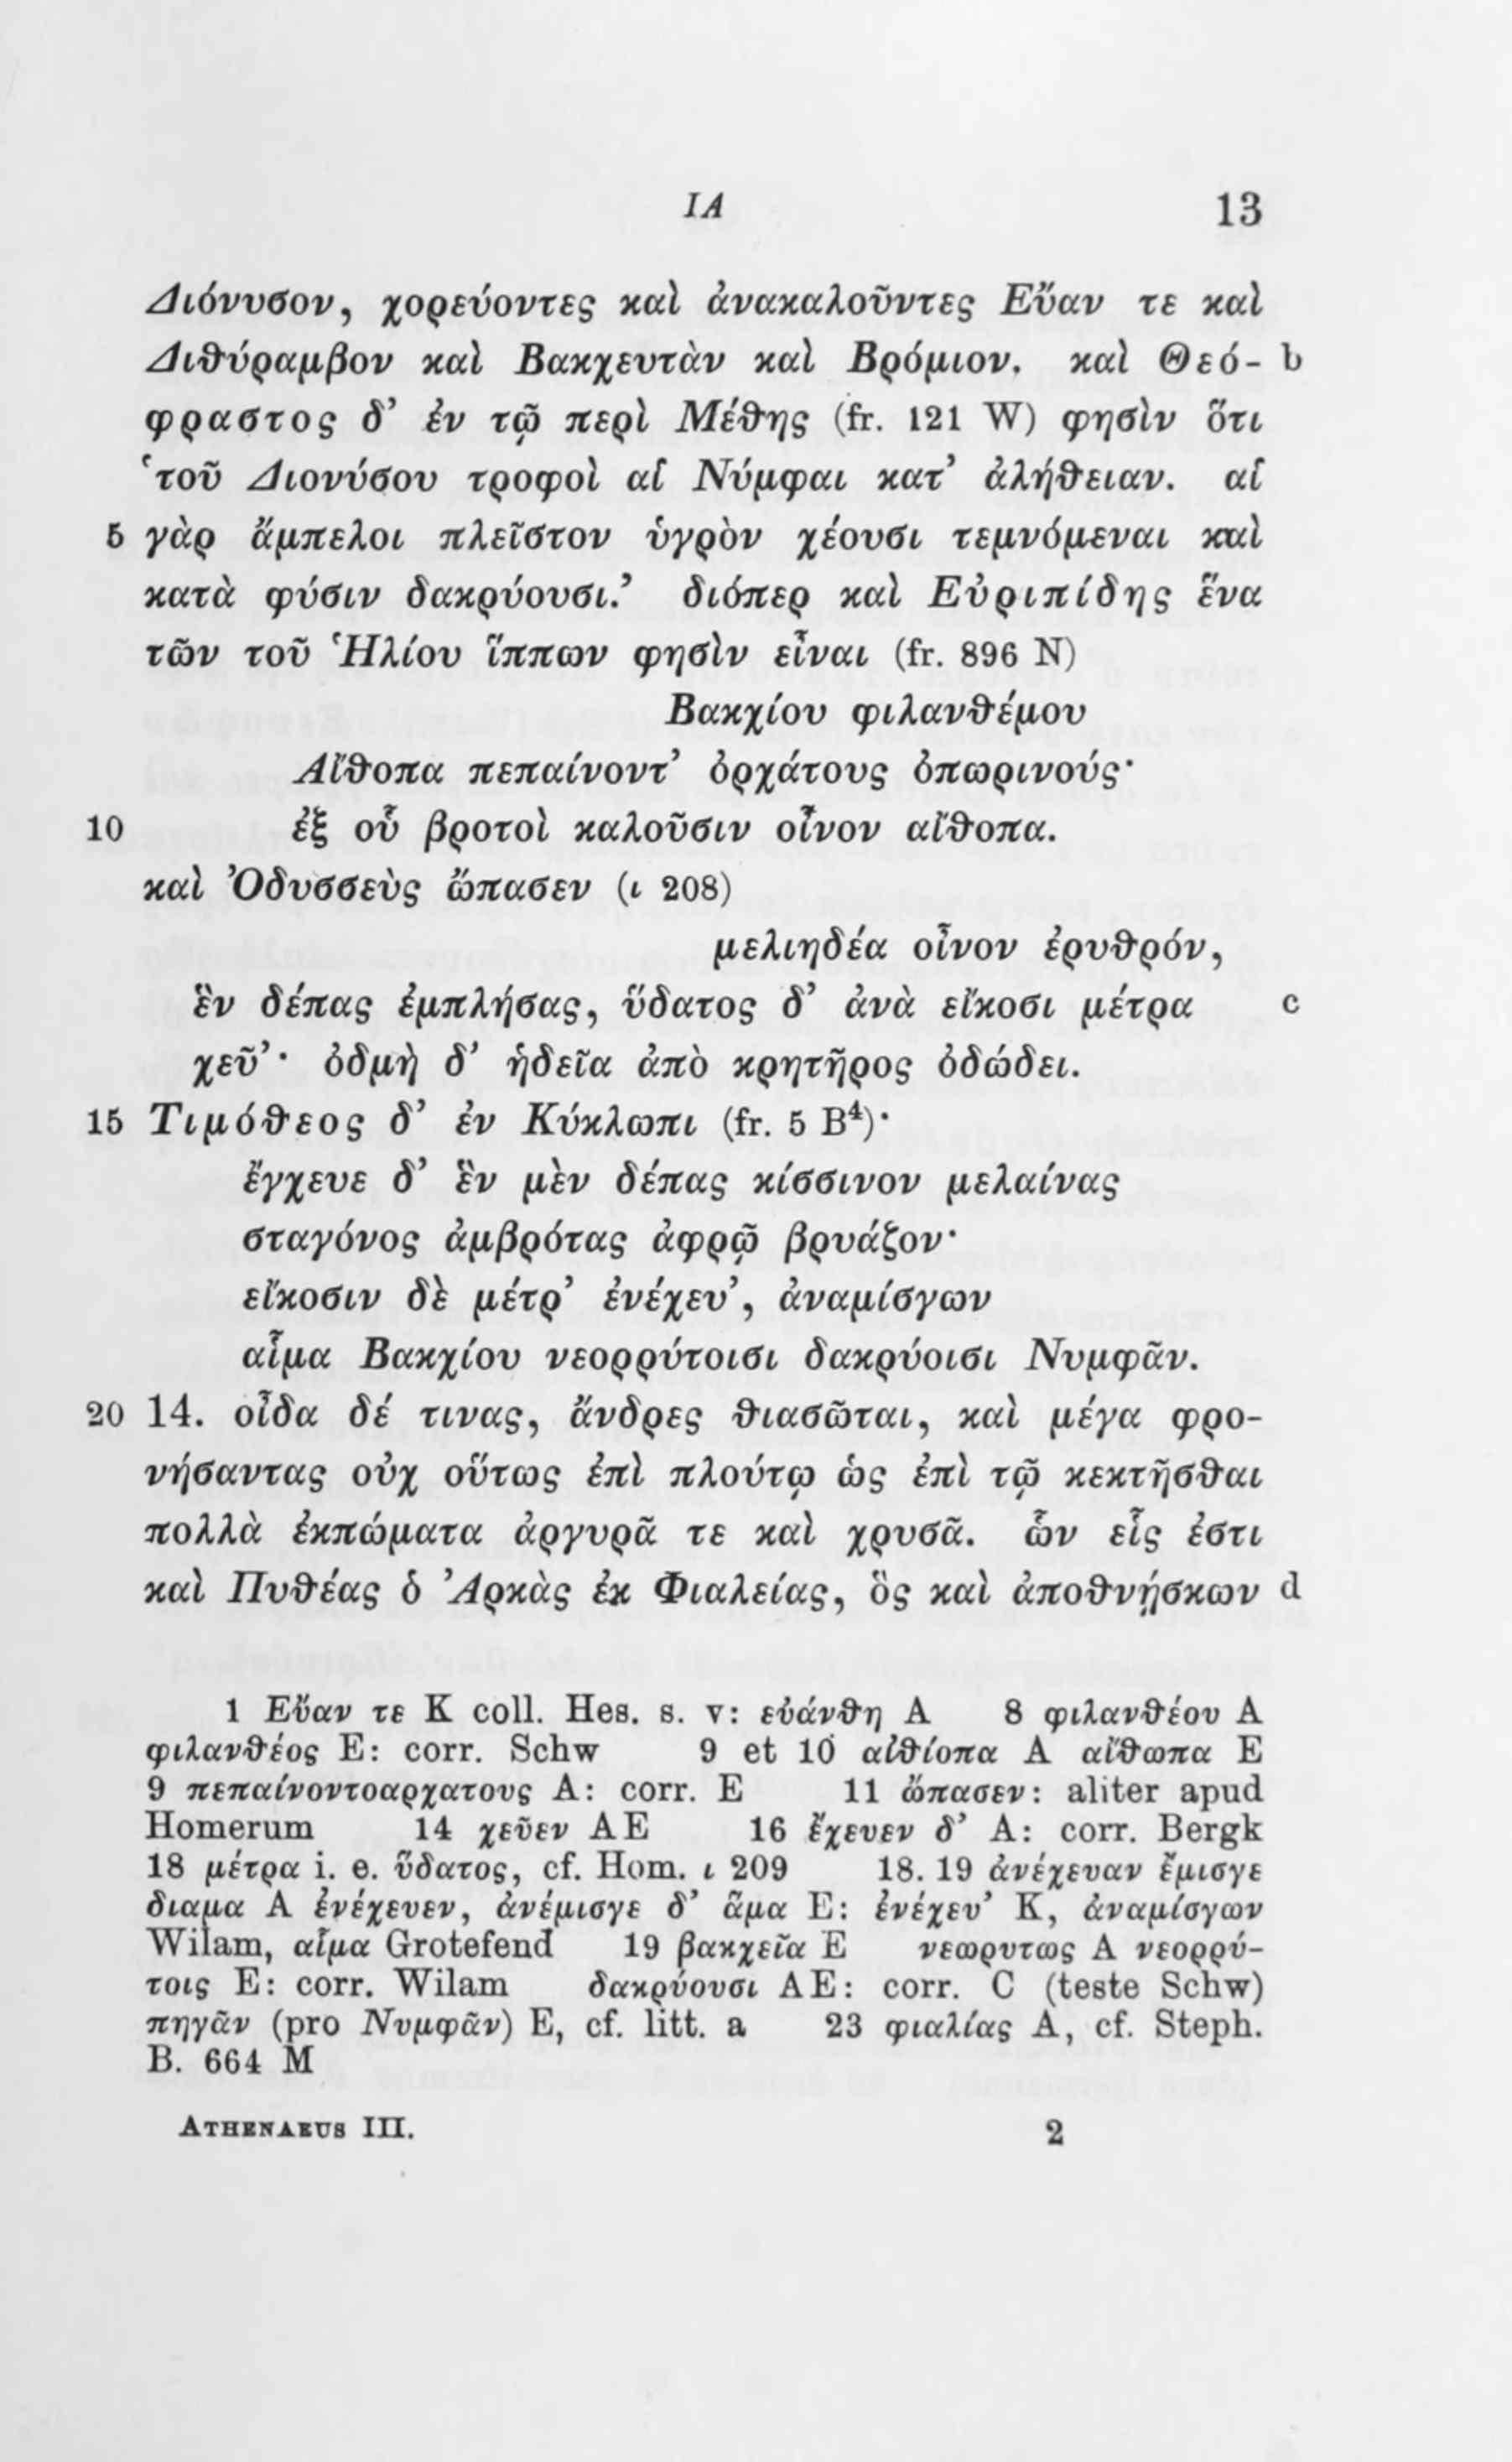 ΙΑ 13
Διόνυσον, χορεύοντες καὶ ἀνακαλοῦντες Εὔαν τε καὶ
Διθύραμβον καὶ Βακχευτὰν καὶ Βρόμιον. καὶ Θεό- b
φραστος δ’ ἐν τῷ περὶ Μέθης (fr. 121 W) φησὶν ὅτι
‘τοῦ Διονύσου τροφοὶ αἱ Νύμφαι κατ’ ἀλήθειαν. αἱ
5 γὰρ ἄμπελοι πλεῖστον ὑγρὸν χέουσι τεμνόμεναι καὶ
κατὰ φύσιν δακρύουσι.’ διόπερ καὶ Εὐριπίδης ἕνα
τῶν τοῦ Ἡλίου ἵππων φησὶν εἶναι (fr. 896 N)
Βακχίου φιλανθέμου
Αἴθοπα πεπαίνοντ’ ὀρχάτους ὀπωρινούς·
10 ἐξ οὗ βροτοὶ καλοῦσιν οἶνον αἴθοπα.
καὶ Ὀδυσσεὺς ὤπασεν (ι 208)
μελιηδέα οἶνον ἐρυθρόν,
ἓν δέπας ἐμπλήσας, ὕδατος δ’ ἀνὰ εἴκοσι μέτρα c
χεῦ’· ὀδμὴ δ’ ἡδεῖα ἀπὸ κρητῆρος ὀδώδει.
15 Τιμόθεος δ’ ἐν Κύκλωπι (fr. 5 B⁴)·
ἔγχευε δ’ ἓν μὲν δέπας κίσσινον μελαίνας
σταγόνος ἀμβρότας ἀφρῷ βρυάζον·
εἴκοσιν δὲ μέτρ’ ἐνέχευ’, ἀναμίσγων
αἷμα Βακχίου νεορρύτοισι δακρύοισι Νυμφᾶν.
20 14. οἶδα δέ τινας, ἄνδρες θιασῶται, καὶ μέγα φρο-
νήσαντας οὐχ οὕτως ἐπὶ πλούτῳ ὡς ἐπὶ τῷ κεκτῆσθαι
πολλὰ ἐκπώματα ἀργυρᾶ τε καὶ χρυσᾶ. ὧν εἷς ἐστι
καὶ Πυθέας ὁ Ἀρκὰς ἐκ Φιαλείας, ὃς καὶ ἀποθνῄσκων d
1 Εὔαν τε K coll. Hes. s. v: εὐάνθη A 8 φιλανθέου A
φιλανθέος E: corr. Schw 9 et 10 αἰθίοπα A αἴθωπα E
9 πεπαίνοντοαρχατους A: corr. E 11 ὤπασεν: aliter apud
Homerum 14 χεῦεν AE 16 ἔχευεν δ’ A: corr. Bergk
18 μέτρα i. e. ὕδατος, cf. Hom. ι 209 18. 19 ἀνέχευαν ἔμισγε
διαμα A ἐνέχευεν, ἀνέμισγε δ’ ἅμα E: ἐνέχευ’ K, ἀναμίσγων
Wilam, αἷμα Grotefend 19 βακχεῖα E νεωρυτως A νεορρύ-
τοις E: corr. Wilam δακρύουσι AE: corr. C (teste Schw)
πηγᾶν (pro Νυμφᾶν) E, cf. litt. a 23 φιαλίας A, cf. Steph.
B. 664 M
ATHENAEUS III. 2